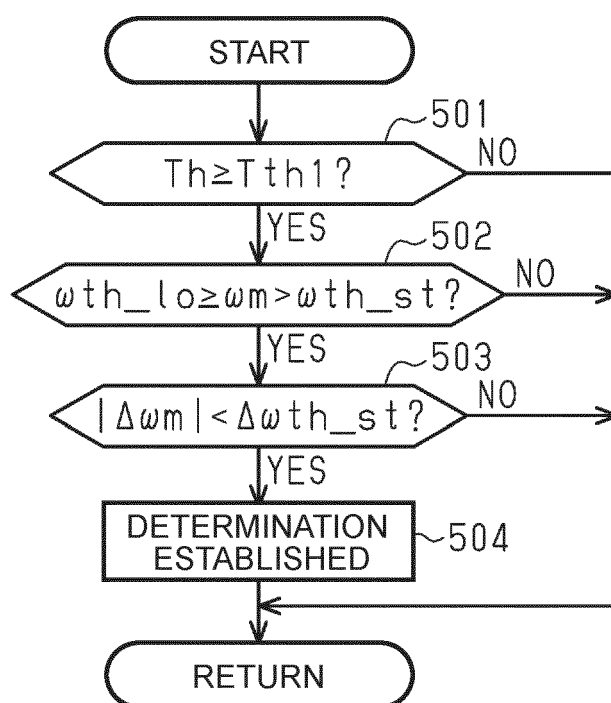 START
501
Th≥Tth1?
NO
YES
502
ωth_lo≥ωm>ωth_st?
NO
YES
503
|Δωm|<Δωth_st?
NO
YES
DETERMINATION
ESTABLISHED
504
RETURN